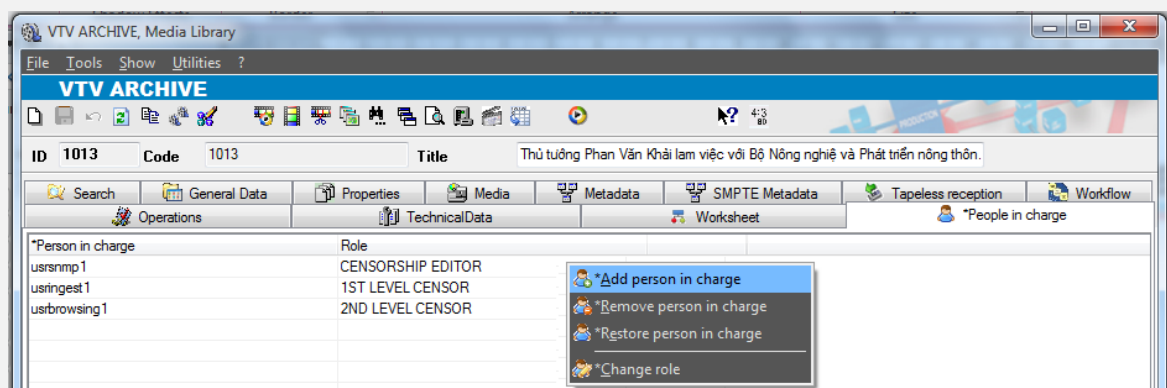 VTV ARCHIVE, Media Library
File Tools Show Utilities ?
VTV ARCHIVE
PRODUCTION
4:3
ID 1013 Code 1013 Title Thủ tướng Phan Văn Khải lam việc với Bộ Nông nghiệ và Phát triển nông thôn.
Search General Data Properties Media Metadata SMPTE Metadata Tapeless reception Workflow
Operations TechnicalData Worksheet *People in charge
*Person in charge Role
usrsnmp1 CENSORSHIP EDITOR
usringest1 1ST LEVEL CENSOR
usrbrowsing1 2ND LEVEL CENSOR
*Add person in charge
*Remove person in charge
*Restore person in charge
*Change role